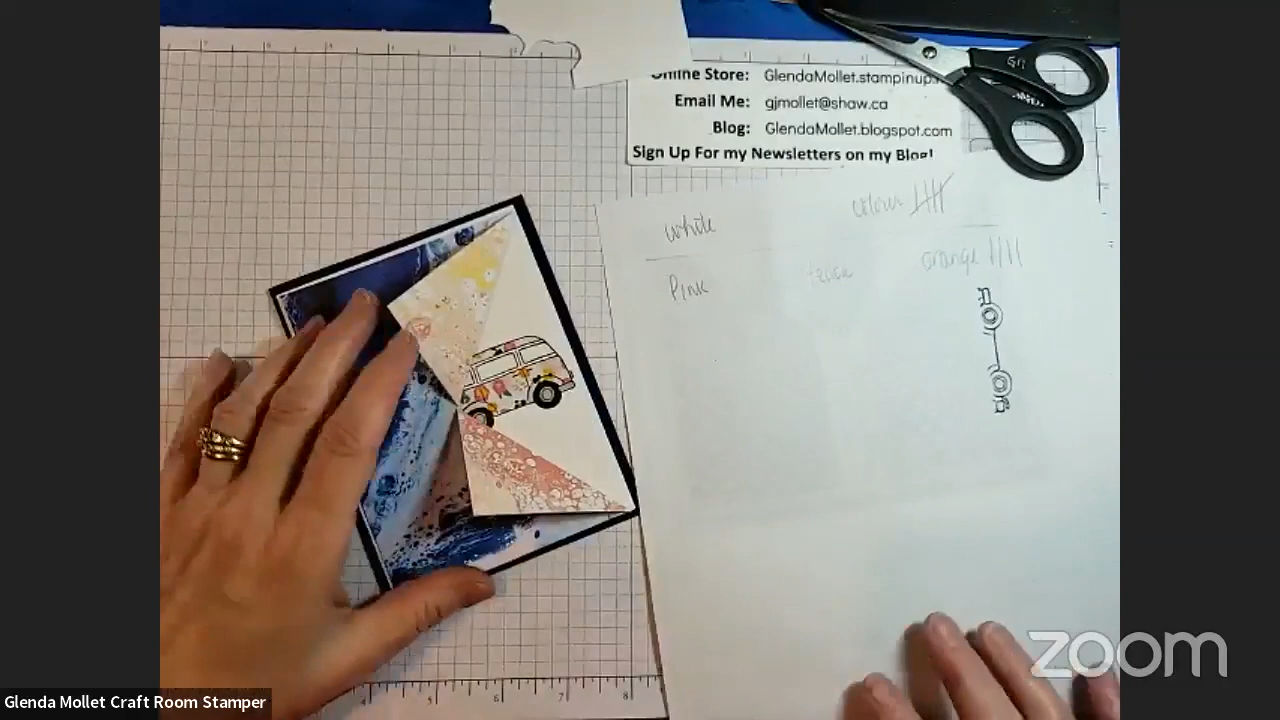 Online Store: GlendaMollet.stampinup.
Email Me: gjmollet@shaw.ca
Blog: GlendaMollet.blogspot.com
Sign Up For my Newsletters on my Blog!
white
colour
Pink
orange
zoom
Glenda Mollet Craft Room Stamper